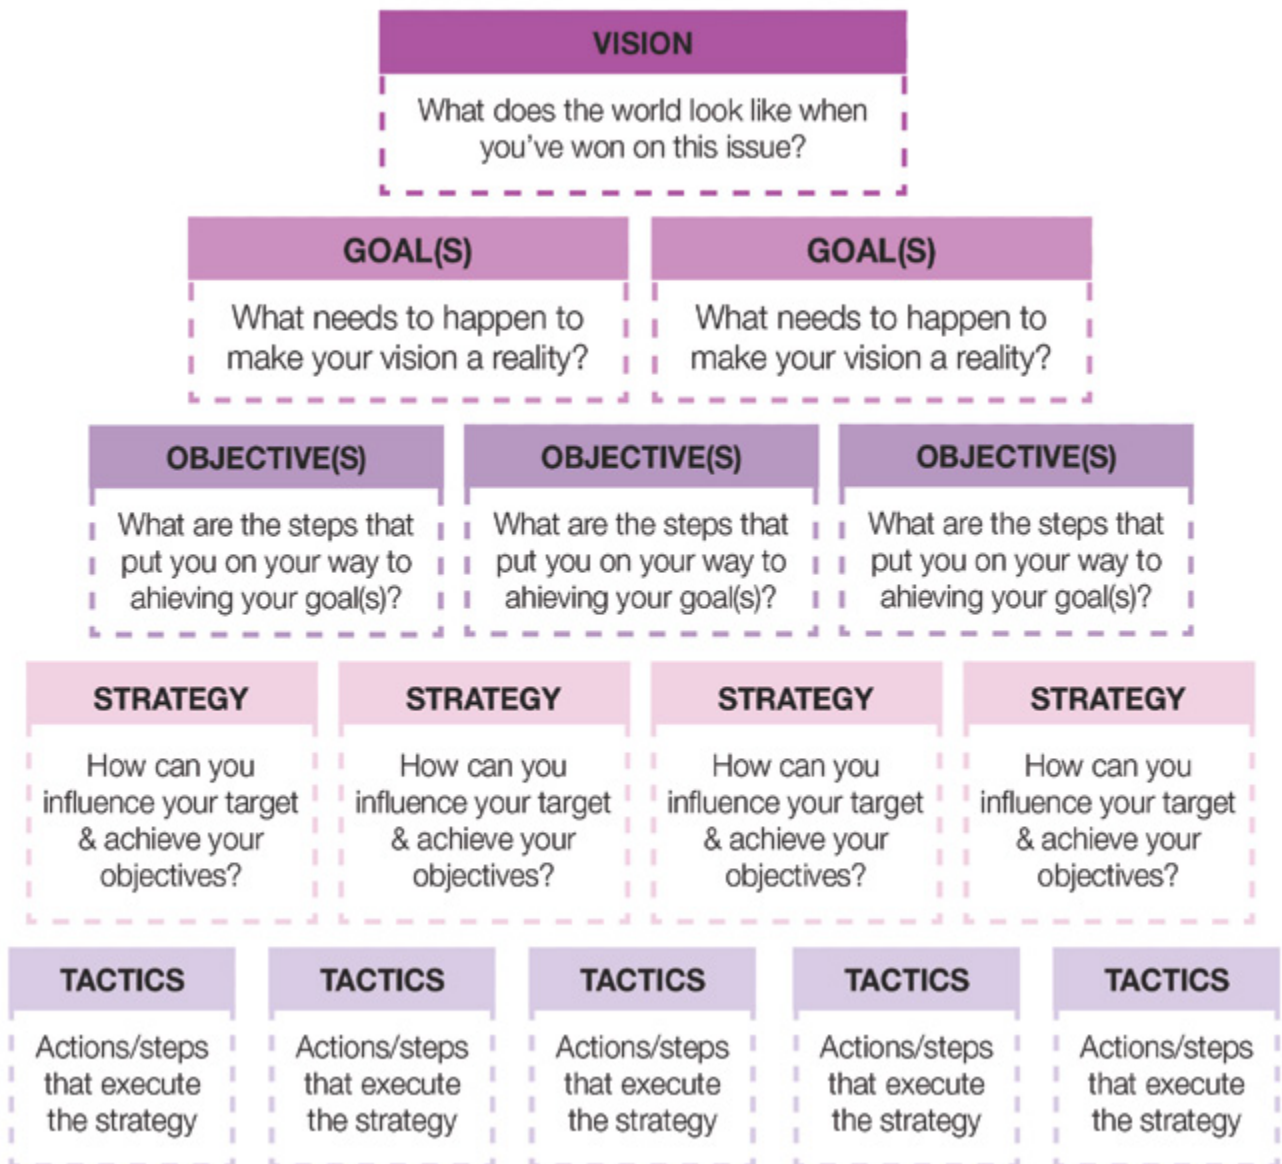 VISION
What does the world look like when
you've won on this issue?
GOAL(S)
What needs to happen to
make your vision a reality?
GOAL(S)
What needs to happen to
make your vision a reality?
OBJECTIVE(S)
What are the steps that
put you on your way to
ahieving your goal(s)?
OBJECTIVE(S)
What are the steps that
put you on your way to
ahieving your goal(s)?
OBJECTIVE(S)
What are the steps that
put you on your way to
ahieving your goal(s)?
STRATEGY
How can you
influence your target
& achieve your
objectives?
STRATEGY
How can you
influence your target
& achieve your
objectives?
STRATEGY
How can you
influence your target
& achieve your
objectives?
STRATEGY
How can you
influence your target
& achieve your
objectives?
TACTICS
Actions/steps
that execute
the strategy
TACTICS
Actions/steps
that execute
the strategy
TACTICS
Actions/steps
that execute
the strategy
TACTICS
Actions/steps
that execute
the strategy
TACTICS
Actions/steps
that execute
the strategy